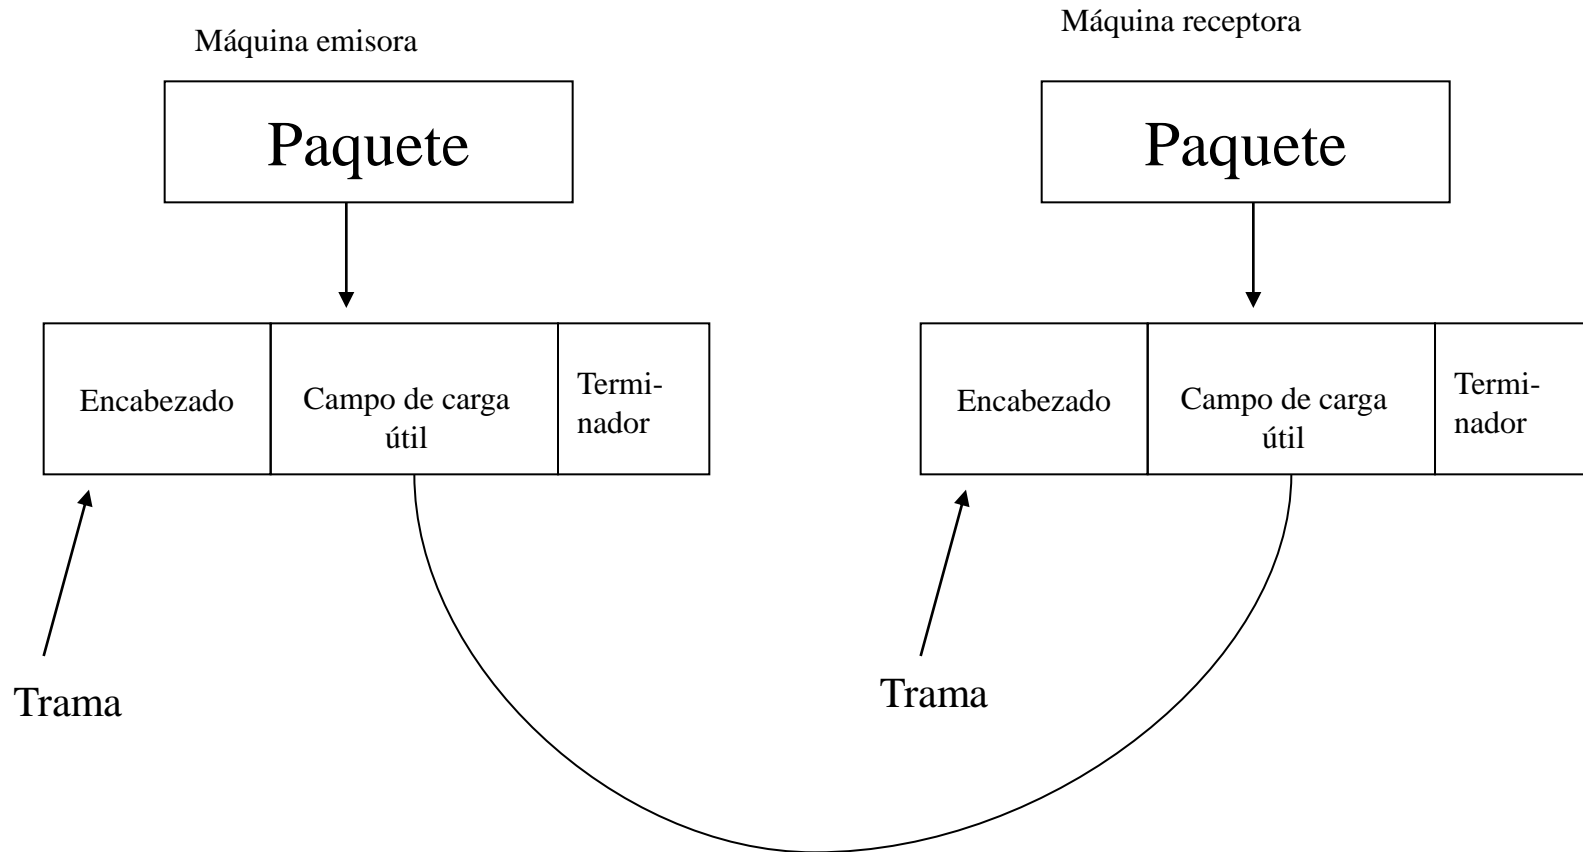 Máquina emisora
Máquina receptora
Paquete
Paquete
Encabezado
Campo de carga
útil
Termi-
nador
Encabezado
Campo de carga
útil
Termi-
nador
Trama
Trama